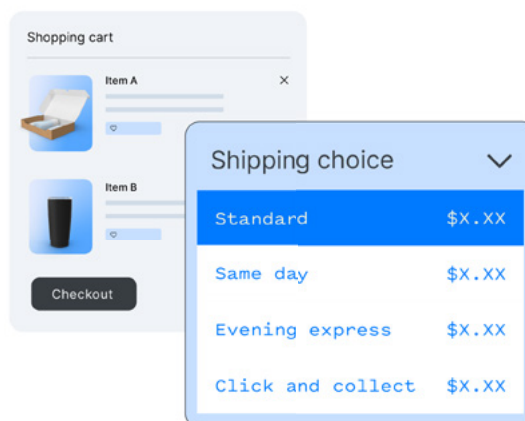 Shopping cart
Item A
Item B
Checkout
Shipping choice
Standard $X.XX
Same day $X.XX
Evening express $X.XX
Click and collect $X.XX